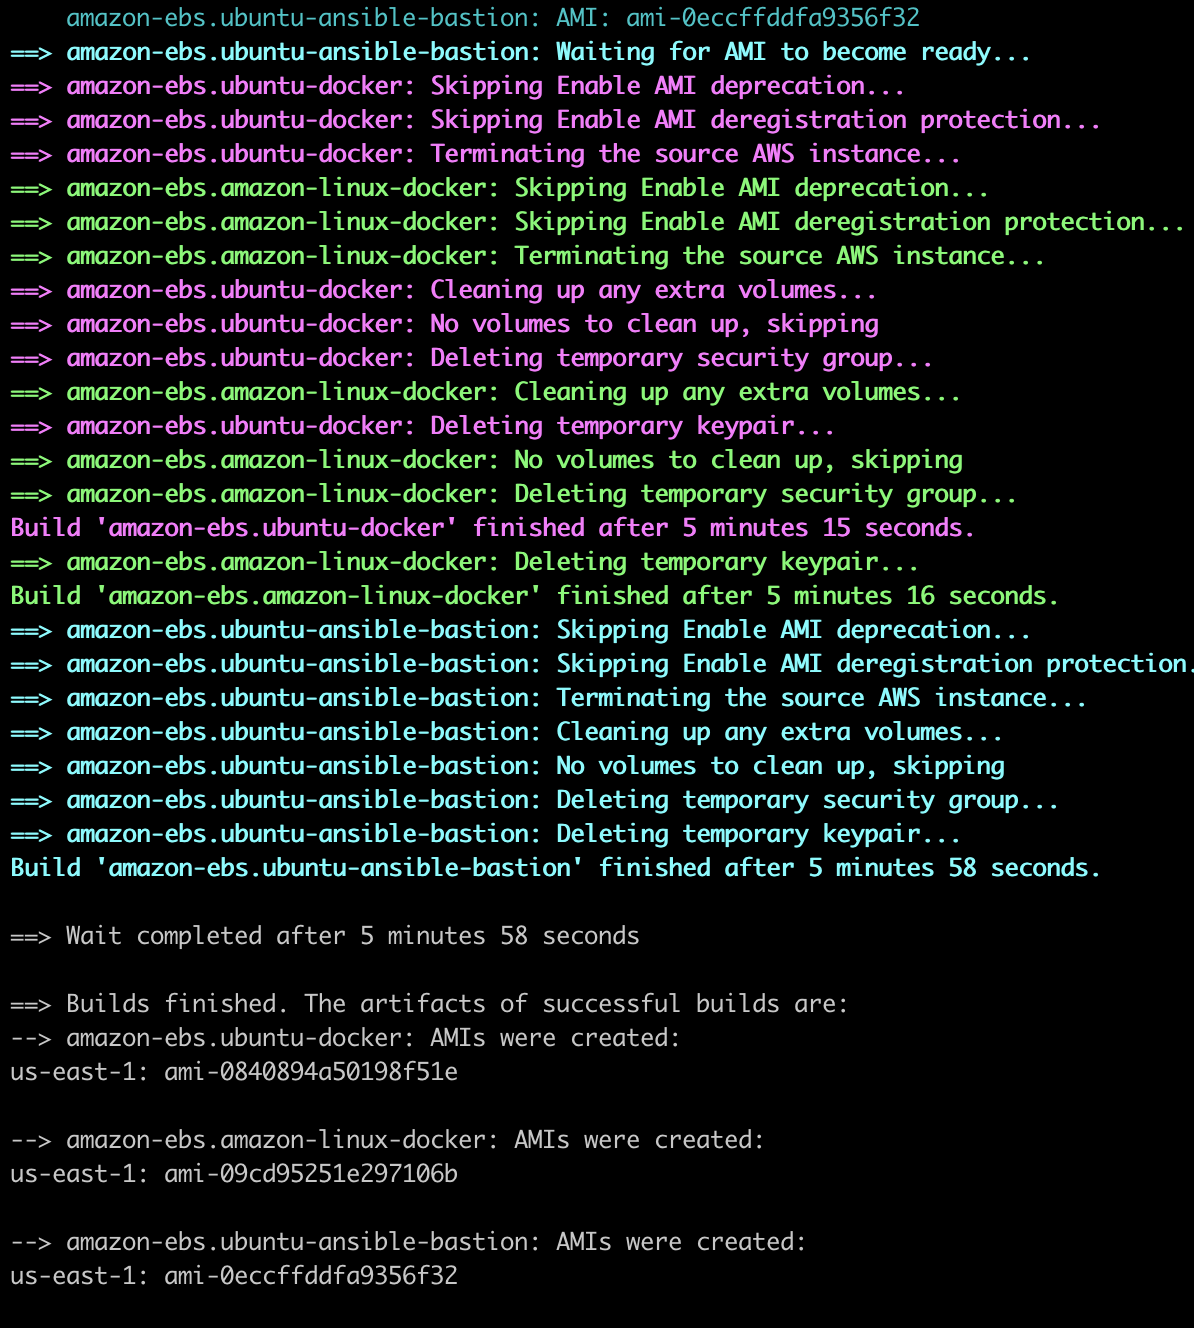 amazon-ebs.ubuntu-ansible-bastion: AMI: ami-0eccffddfa9356f32
==> amazon-ebs.ubuntu-ansible-bastion: Waiting for AMI to become ready...
==> amazon-ebs.ubuntu-docker: Skipping Enable AMI deprecation...
==> amazon-ebs.ubuntu-docker: Skipping Enable AMI deregistration protection...
==> amazon-ebs.ubuntu-docker: Terminating the source AWS instance...
==> amazon-ebs.amazon-linux-docker: Skipping Enable AMI deprecation...
==> amazon-ebs.amazon-linux-docker: Skipping Enable AMI deregistration protection...
==> amazon-ebs.amazon-linux-docker: Terminating the source AWS instance...
==> amazon-ebs.ubuntu-docker: Cleaning up any extra volumes...
==> amazon-ebs.ubuntu-docker: No volumes to clean up, skipping
==> amazon-ebs.ubuntu-docker: Deleting temporary security group...
==> amazon-ebs.amazon-linux-docker: Cleaning up any extra volumes...
==> amazon-ebs.ubuntu-docker: Deleting temporary keypair...
==> amazon-ebs.amazon-linux-docker: No volumes to clean up, skipping
==> amazon-ebs.amazon-linux-docker: Deleting temporary security group...
Build 'amazon-ebs.ubuntu-docker' finished after 5 minutes 15 seconds.
==> amazon-ebs.amazon-linux-docker: Deleting temporary keypair...
Build 'amazon-ebs.amazon-linux-docker' finished after 5 minutes 16 seconds.
==> amazon-ebs.ubuntu-ansible-bastion: Skipping Enable AMI deprecation...
==> amazon-ebs.ubuntu-ansible-bastion: Skipping Enable AMI deregistration protection.
==> amazon-ebs.ubuntu-ansible-bastion: Terminating the source AWS instance...
==> amazon-ebs.ubuntu-ansible-bastion: Cleaning up any extra volumes...
==> amazon-ebs.ubuntu-ansible-bastion: No volumes to clean up, skipping
==> amazon-ebs.ubuntu-ansible-bastion: Deleting temporary security group...
==> amazon-ebs.ubuntu-ansible-bastion: Deleting temporary keypair...
Build 'amazon-ebs.ubuntu-ansible-bastion' finished after 5 minutes 58 seconds.
==> Wait completed after 5 minutes 58 seconds
==> Builds finished. The artifacts of successful builds are:
--> amazon-ebs.ubuntu-docker: AMIs were created:
us-east-1: ami-0840894a50198f51e
--> amazon-ebs.amazon-linux-docker: AMIs were created:
us-east-1: ami-09cd95251e297106b
--> amazon-ebs.ubuntu-ansible-bastion: AMIs were created:
us-east-1: ami-0eccffddfa9356f32